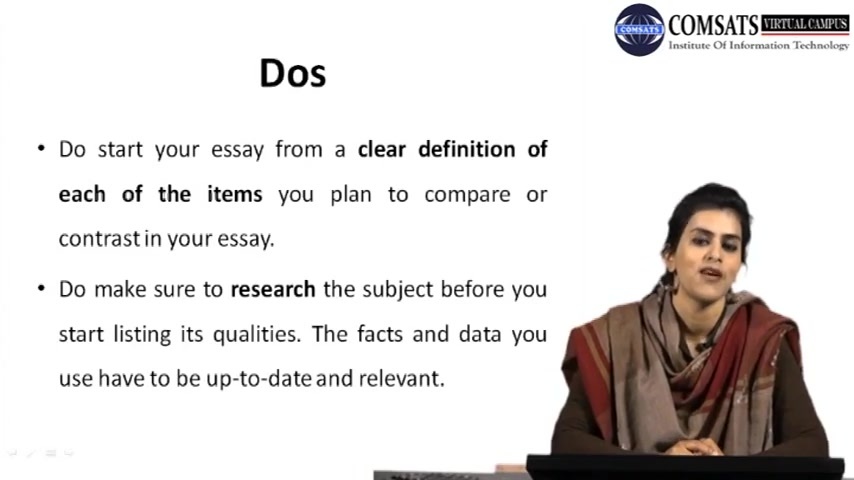 COMSATS VIRTUAL CAMPUS
COMSATS
Institute Of Information Technology
Dos
• Do start your essay from a clear definition of
each of the items you plan to compare or
contrast in your essay.
• Do make sure to research the subject before you
start listing its qualities. The facts and data you
use have to be up-to-date and relevant.